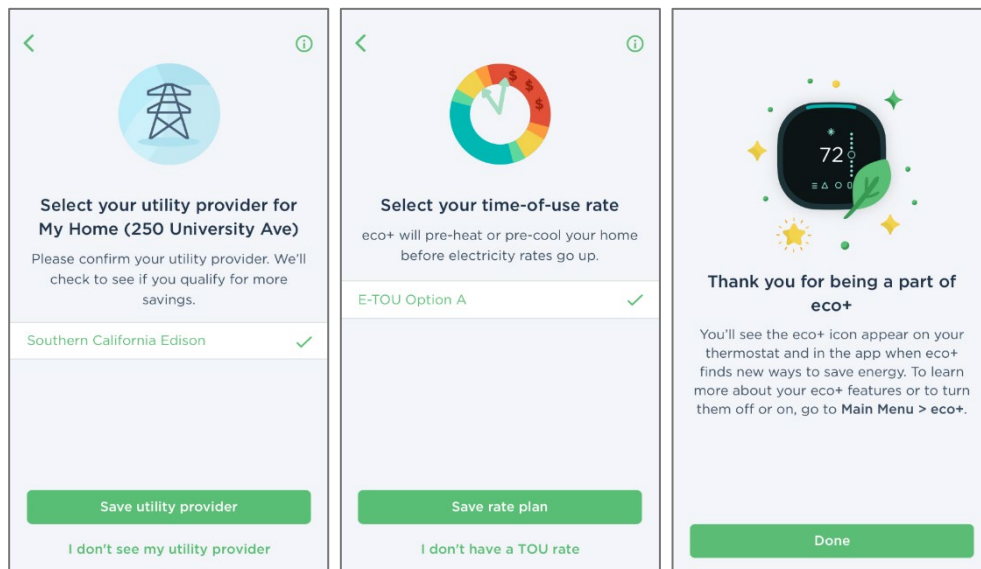 Select your utility provider for
My Home (250 University Ave)
Please confirm your utility provider. We'll
check to see if you qualify for more
savings.
Southern California Edison
Save utility provider
I don't see my utility provider
$ $ $
Select your time-of-use rate
eco+ will pre-heat or pre-cool your home
before electricity rates go up.
E-TOU Option A
Save rate plan
I don't have a TOU rate
72
Thank you for being a part of
eco+
You'll see the eco+ icon appear on your
thermostat and in the app when eco+
finds new ways to save energy. To learn
more about your eco+ features or to turn
them off or on, go to Main Menu > eco+.
Done